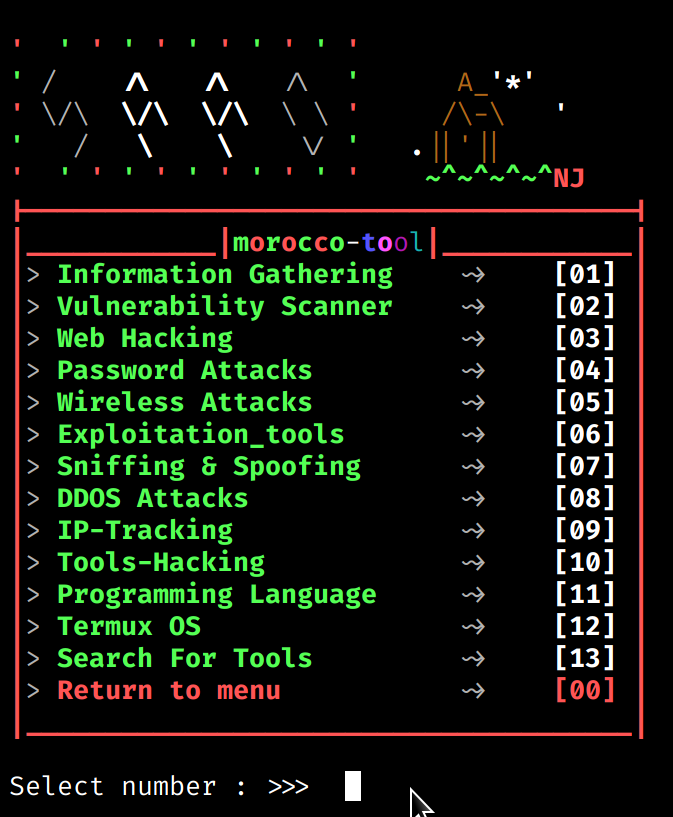 NJ
|morocco-tool|
> Information Gathering ⤳ [01]
> Vulnerability Scanner ⤳ [02]
> Web Hacking ⤳ [03]
> Password Attacks ⤳ [04]
> Wireless Attacks ⤳ [05]
> Exploitation_tools ⤳ [06]
> Sniffing & Spoofing ⤳ [07]
> DDOS Attacks ⤳ [08]
> IP-Tracking ⤳ [09]
> Tools-Hacking ⤳ [10]
> Programming Language ⤳ [11]
> Termux OS ⤳ [12]
> Search For Tools ⤳ [13]
> Return to menu ⤳ [00]
Select number : >>>